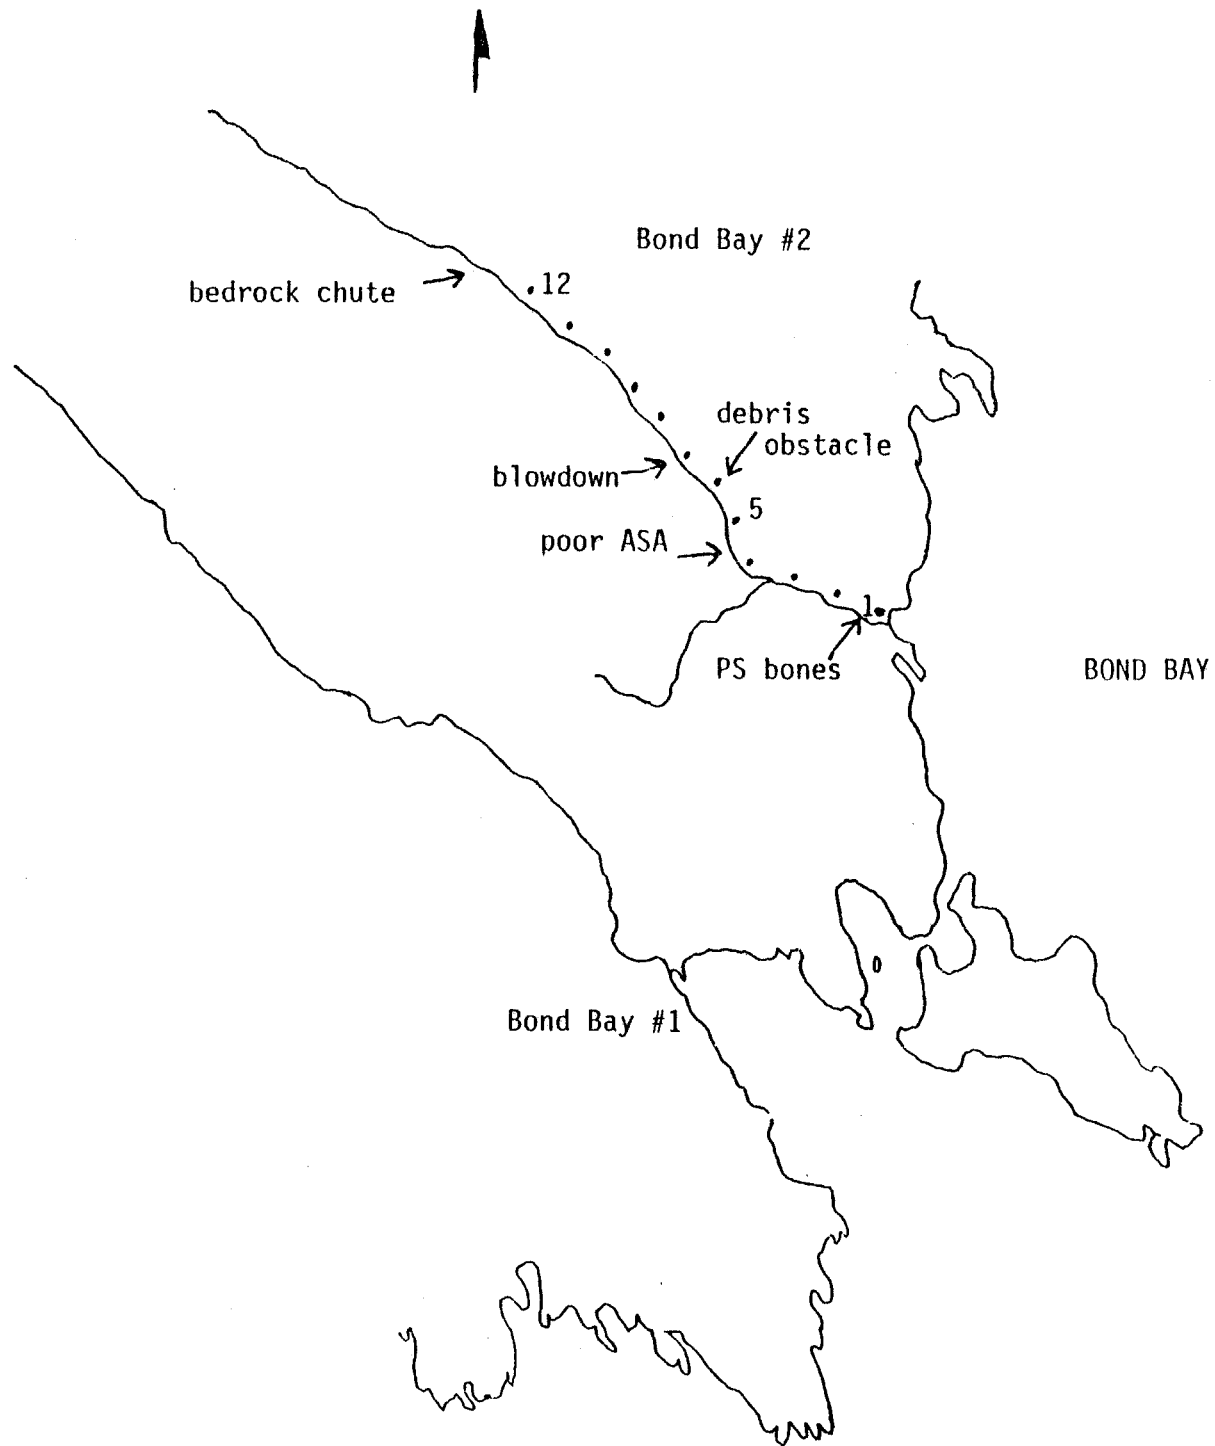 Bond Bay #2
12
bedrock chute
debris
obstacle
blowdown
5
poor ASA
1
PS bones
BOND BAY
Bond Bay #1